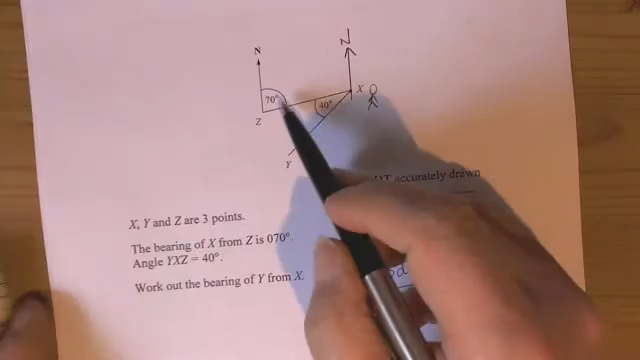 N
N
70°
40°
X
Z
Y
accurately drawn
X, Y and Z are 3 points.
The bearing of X from Z is 070°.
Angle YXZ = 40°.
Work out the bearing of Y from X.